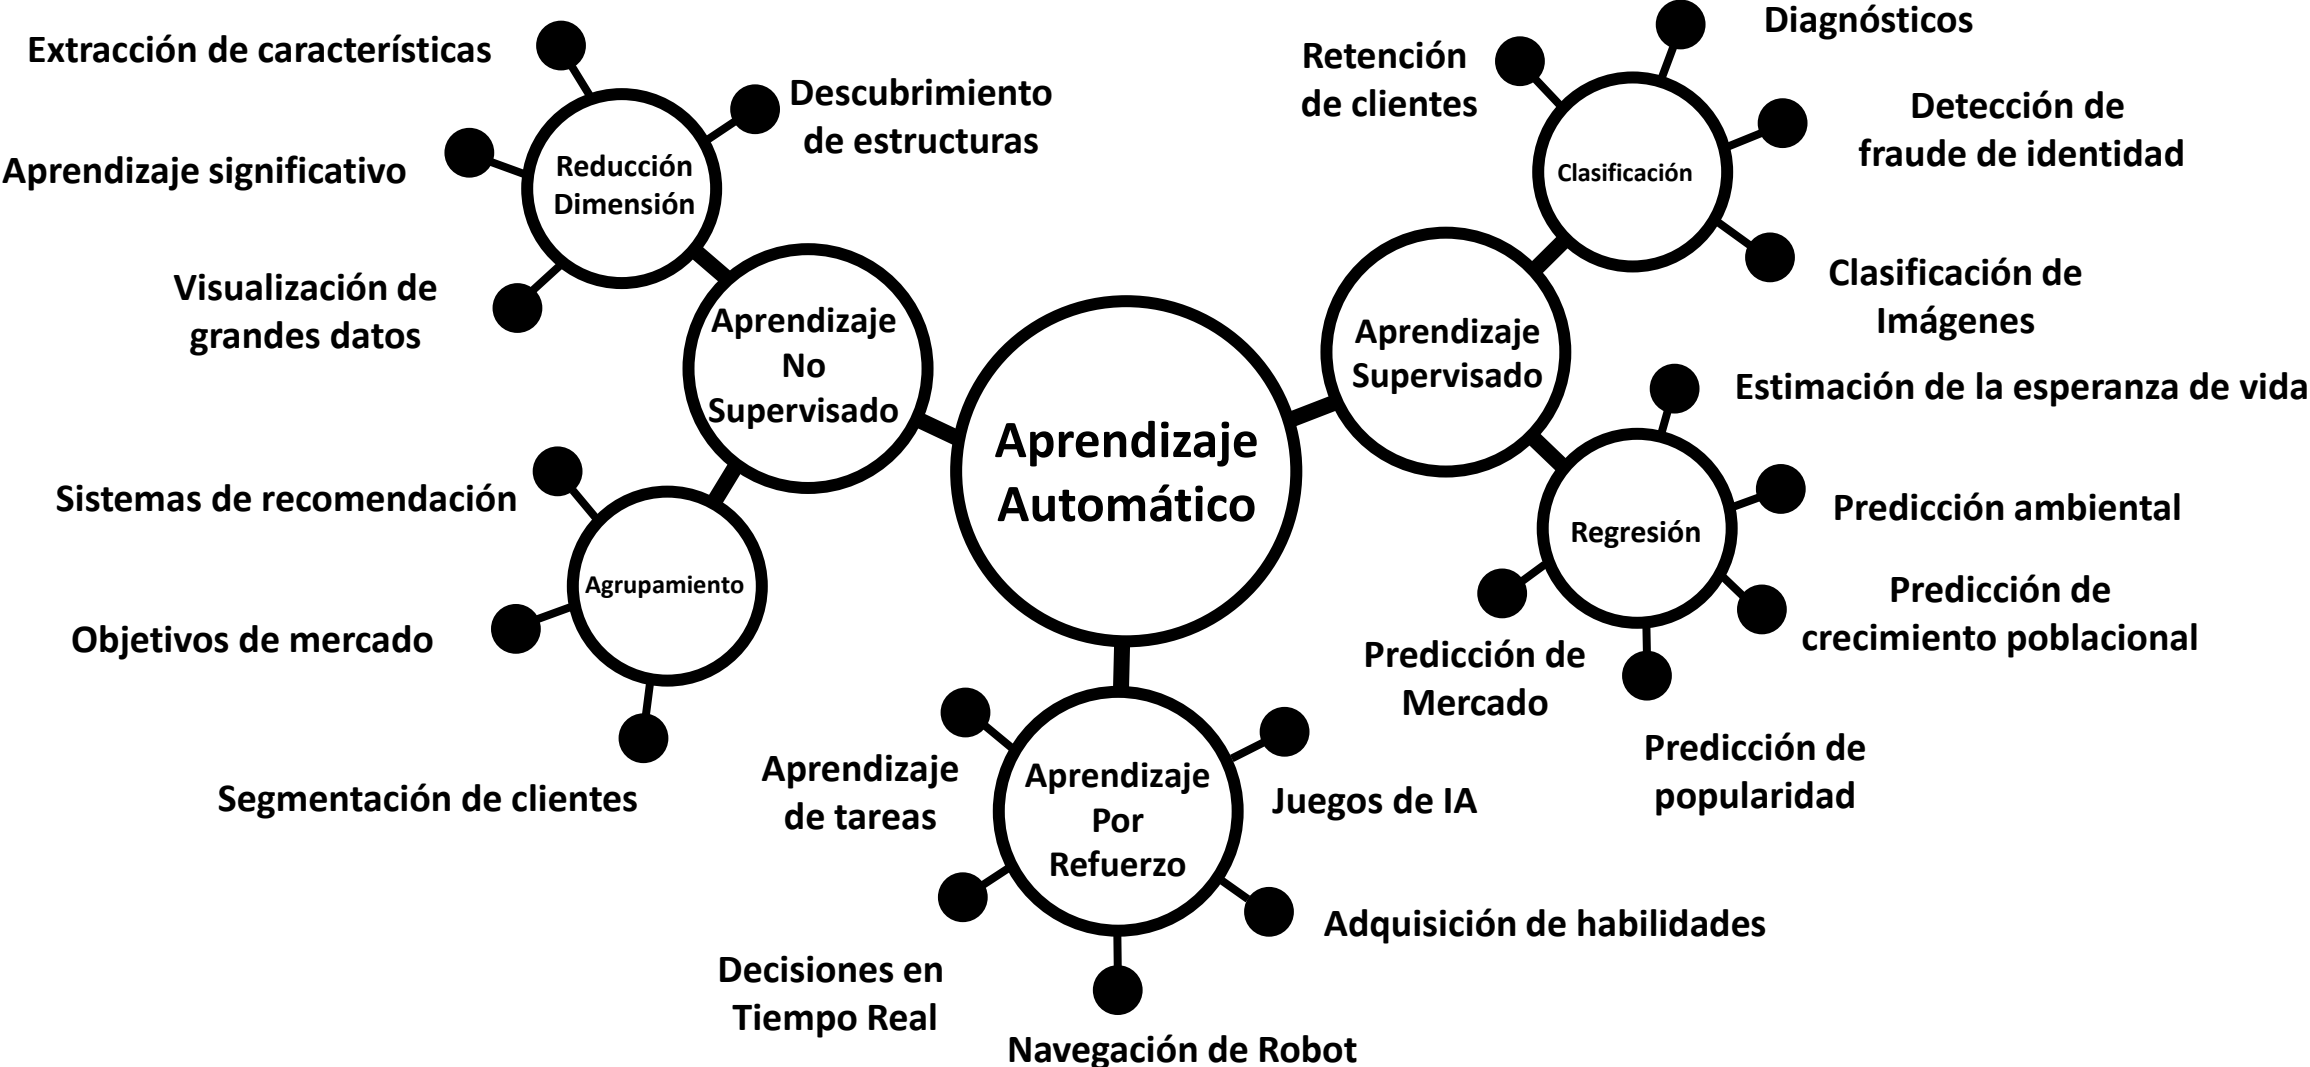 Extracción de características
Descubrimiento
de estructuras
Reducción
Dimensión
Aprendizaje significativo
Visualización de
grandes datos
Aprendizaje
No
Supervisado
Sistemas de recomendación
Agrupamiento
Objetivos de mercado
Segmentación de clientes
Aprendizaje
Automático
Diagnósticos
Retención
de clientes
Detección de
fraude de identidad
Clasificación
Clasificación de
Imágenes
Aprendizaje
Supervisado
Estimación de la esperanza de vida
Predicción ambiental
Regresión
Predicción de
crecimiento poblacional
Predicción de
Mercado
Predicción de
popularidad
Aprendizaje
de tareas
Aprendizaje
Por
Refuerzo
Juegos de IA
Adquisición de habilidades
Decisiones en
Tiempo Real
Navegación de Robot